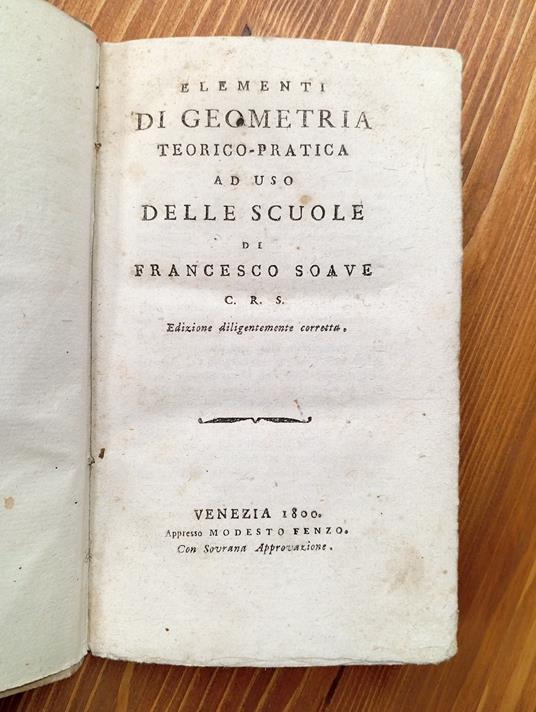 ELEMENTI
DI GEOMETRIA
TEORICO-PRATICA
AD USO
DELLE SCUOLE
DI
FRANCESCO SOAVE
C. R. S.
Edizione diligentemente corretta.
VENEZIA 1800.
Appresso MODESTO FENZO.
Con Sovrana Approvazione.